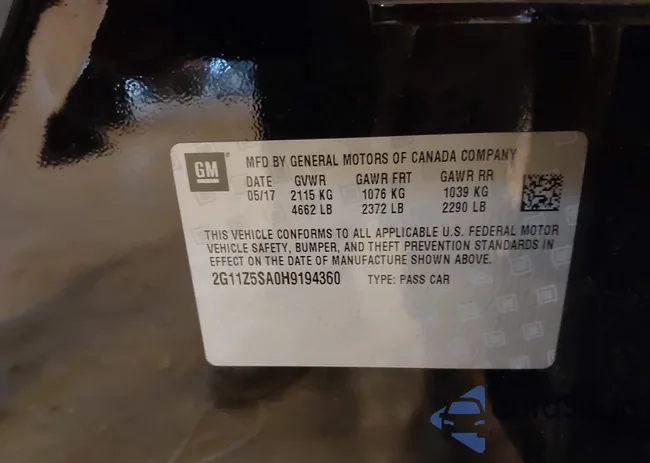 GM
MFD BY GENERAL MOTORS OF CANADA COMPANY
DATE GVWR GAWR FRT GAWR RR
05/17 2115 KG 1076 KG 1039 KG
4662 LB 2372 LB 2290 LB
THIS VEHICLE CONFORMS TO ALL APPLICABLE U.S. FEDERAL MOTOR
VEHICLE SAFETY, BUMPER, AND THEFT PREVENTION STANDARDS IN
EFFECT ON THE DATE OF MANUFACTURE SHOWN ABOVE.
2G11Z5SA0H9194360 TYPE: PASS CAR